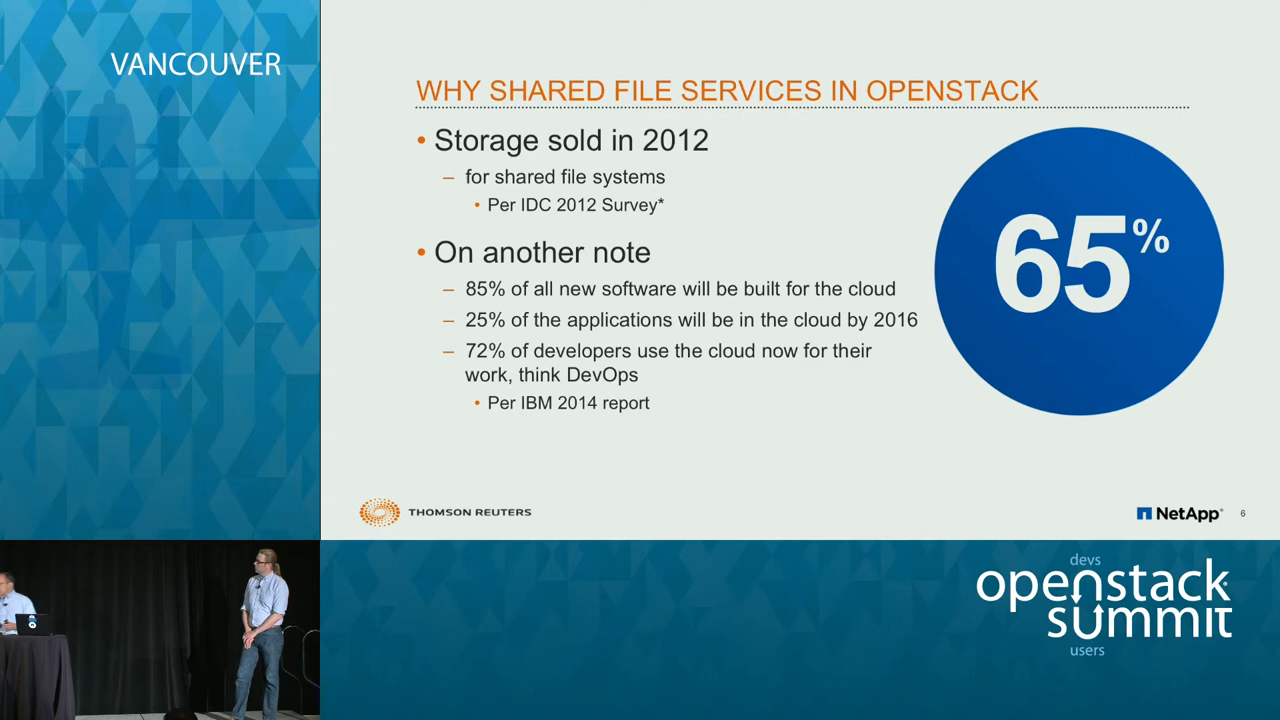 VANCOUVER
WHY SHARED FILE SERVICES IN OPENSTACK
• Storage sold in 2012
– for shared file systems
• Per IDC 2012 Survey*
• On another note
– 85% of all new software will be built for the cloud
– 25% of the applications will be in the cloud by 2016
– 72% of developers use the cloud now for their
work, think DevOps
• Per IBM 2014 report
65%
THOMSON REUTERS
NetApp®
6
devs
openstack®
summit
users